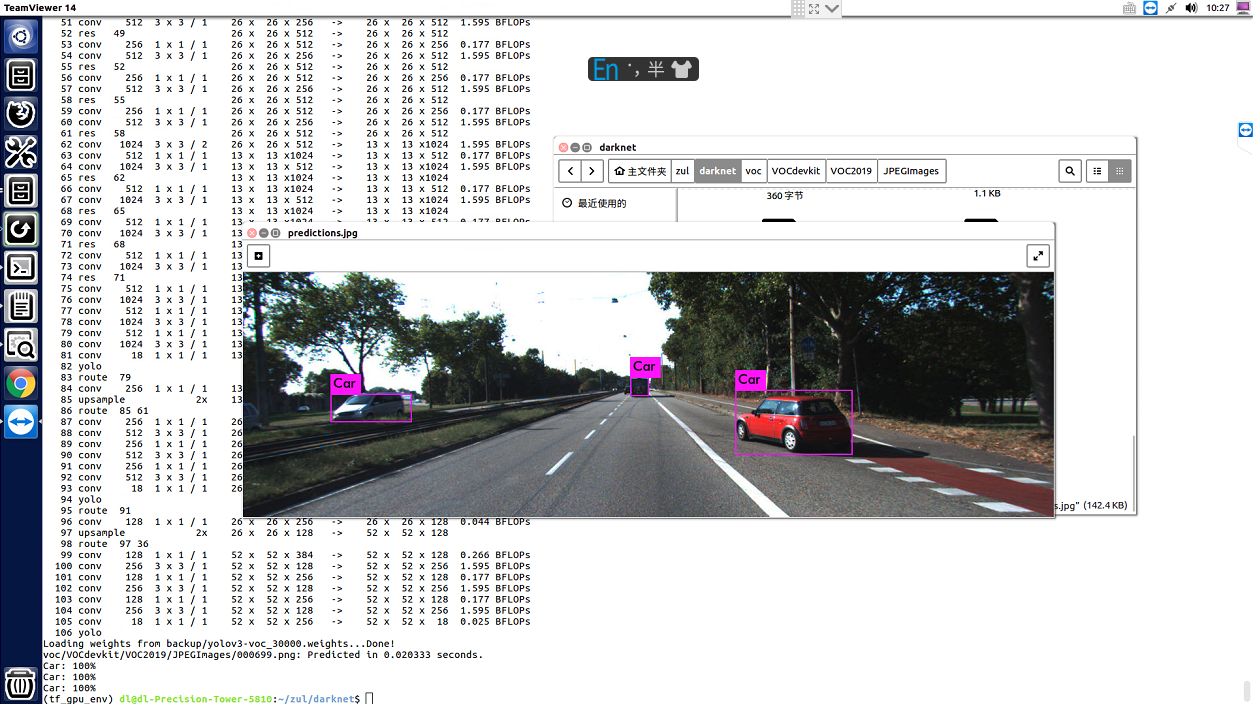 TeamViewer 14
10:27
51 conv 512 3 x 3 / 1 26 x 26 x 256 -> 26 x 26 x 512 1.595 BFLOPs
52 res 49 26 x 26 x 512 -> 26 x 26 x 512
53 conv 256 1 x 1 / 1 26 x 26 x 512 -> 26 x 26 x 256 0.177 BFLOPs
54 conv 512 3 x 3 / 1 26 x 26 x 256 -> 26 x 26 x 512 1.595 BFLOPs
55 res 52 26 x 26 x 512 -> 26 x 26 x 512
56 conv 256 1 x 1 / 1 26 x 26 x 512 -> 26 x 26 x 256 0.177 BFLOPs
57 conv 512 3 x 3 / 1 26 x 26 x 256 -> 26 x 26 x 512 1.595 BFLOPs
58 res 55 26 x 26 x 512 -> 26 x 26 x 512
59 conv 256 1 x 1 / 1 26 x 26 x 512 -> 26 x 26 x 256 0.177 BFLOPs
60 conv 512 3 x 3 / 1 26 x 26 x 256 -> 26 x 26 x 512 1.595 BFLOPs
61 res 58 26 x 26 x 512 -> 26 x 26 x 512
62 conv 1024 3 x 3 / 2 26 x 26 x 512 -> 13 x 13 x1024 1.595 BFLOPs
63 conv 512 1 x 1 / 1 13 x 13 x1024 -> 13 x 13 x 512 0.177 BFLOPs
64 conv 1024 3 x 3 / 1 13 x 13 x 512 -> 13 x 13 x1024 1.595 BFLOPs
65 res 62 13 x 13 x1024 -> 13 x 13 x1024
66 conv 512 1 x 1 / 1 13 x 13 x1024 -> 13 x 13 x 512 0.177 BFLOPs
67 conv 1024 3 x 3 / 1 13 x 13 x 512 -> 13 x 13 x1024 1.595 BFLOPs
68 res 65 13 x 13 x1024 -> 13 x 13 x1024
69 conv 512 1 x 1 / 1 13 x 13 x1024 -> 13 x 13 x 512 0.177 BFLOPs
70 conv 1024 3 x 3 / 1 13
71 res 68 13
72 conv 512 1 x 1 / 1 13
73 conv 1024 3 x 3 / 1 13
74 res 71 13
75 conv 512 1 x 1 / 1 13
76 conv 1024 3 x 3 / 1 13
77 conv 512 1 x 1 / 1 13
78 conv 1024 3 x 3 / 1 13
79 conv 512 1 x 1 / 1 13
80 conv 1024 3 x 3 / 1 13
81 conv 18 1 x 1 / 1 13
82 yolo
83 route 79
84 conv 256 1 x 1 / 1 13
85 upsample 2x 13
86 route 85 61
87 conv 256 1 x 1 / 1 26
88 conv 512 3 x 3 / 1 26
89 conv 256 1 x 1 / 1 26
90 conv 512 3 x 3 / 1 26
91 conv 256 1 x 1 / 1 26
92 conv 512 3 x 3 / 1 26
93 conv 18 1 x 1 / 1 26
94 yolo
95 route 91
96 conv 128 1 x 1 / 1 26 x 26 x 256 -> 26 x 26 x 128 0.044 BFLOPs
97 upsample 2x 26 x 26 x 128 -> 52 x 52 x 128
98 route 97 36
99 conv 128 1 x 1 / 1 52 x 52 x 384 -> 52 x 52 x 128 0.266 BFLOPs
100 conv 256 3 x 3 / 1 52 x 52 x 128 -> 52 x 52 x 256 1.595 BFLOPs
101 conv 128 1 x 1 / 1 52 x 52 x 256 -> 52 x 52 x 128 0.177 BFLOPs
102 conv 256 3 x 3 / 1 52 x 52 x 128 -> 52 x 52 x 256 1.595 BFLOPs
103 conv 128 1 x 1 / 1 52 x 52 x 256 -> 52 x 52 x 128 0.177 BFLOPs
104 conv 256 3 x 3 / 1 52 x 52 x 128 -> 52 x 52 x 256 1.595 BFLOPs
105 conv 18 1 x 1 / 1 52 x 52 x 256 -> 52 x 52 x 18 0.025 BFLOPs
106 yolo
Loading weights from backup/yolov3-voc_30000.weights...Done!
voc/VOCdevkit/VOC2019/JPEGImages/000699.png: Predicted in 0.020333 seconds.
Car: 100%
Car: 100%
Car: 100%
(tf_gpu_env) dl@dl-Precision-Tower-5810:~/zul/darknet$
En °, 半
darknet
主文件夹 zul darknet voc VOCdevkit VOC2019 JPEGImages
最近使用的
360 字节
1.1 KB
s.jpg" (142.4 KB)
predictions.jpg
Car
Car
Car